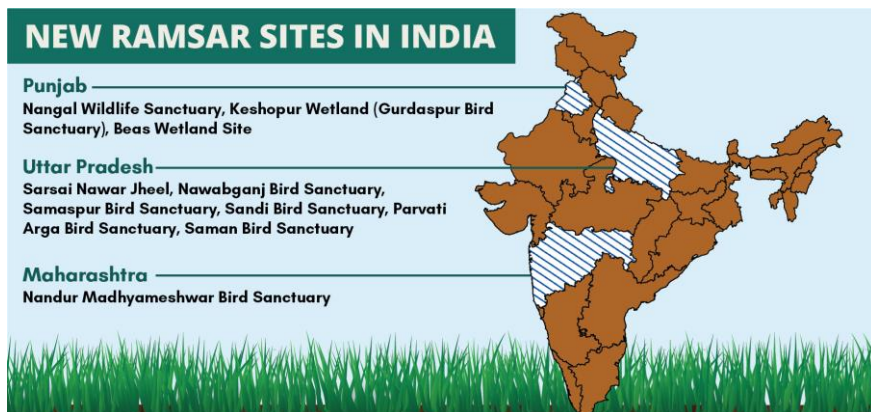 NEW RAMSAR SITES IN INDIA
Punjab
Nangal Wildlife Sanctuary, Keshopur Wetland (Gurdaspur Bird
Sanctuary), Beas Wetland Site
Uttar Pradesh
Sarsai Nawar Jheel, Nawabganj Bird Sanctuary,
Samaspur Bird Sanctuary, Sandi Bird Sanctuary, Parvati
Arga Bird Sanctuary, Saman Bird Sanctuary
Maharashtra
Nandur Madhyameshwar Bird Sanctuary